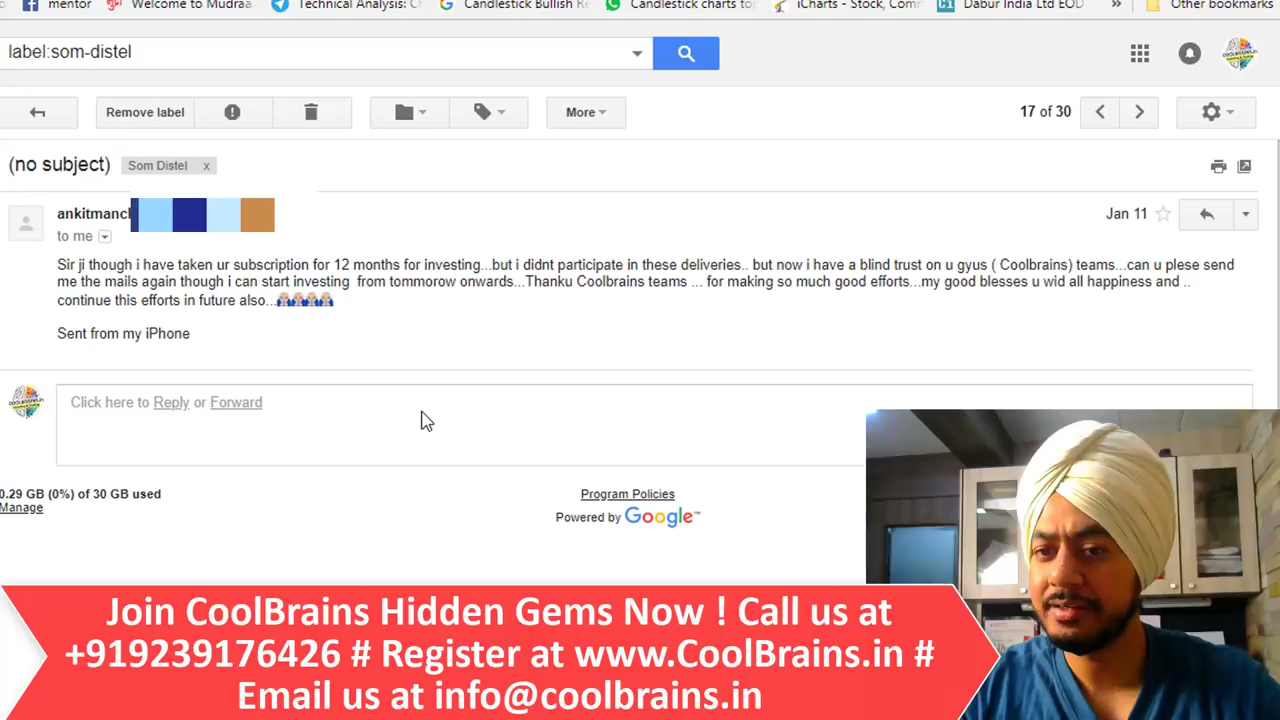 mentor
Welcome to Mudraa
Technical Analysis: C
Candlestick Bullish Re
Candlestick charts top
iCharts - Stock, Comm
Dabur India Ltd EOD
»
Other bookmarks
label:som-distel
Remove label
More
17 of 30
(no subject)
Som Distel x
ankitmanc
Jan 11
to me
Sir ji though i have taken ur subscription for 12 months for investing...but i didnt participate in these deliveries.. but now i have a blind trust on u gyus ( Coolbrains) teams...can u plese send
me the mails again though i can start investing from tommorow onwards...Thanku Coolbrains teams ... for making so much good efforts...my good blesses u wid all happiness and ..
continue this efforts in future also...
Sent from my iPhone
Click here to Reply or Forward
0.29 GB (0%) of 30 GB used
Manage
Program Policies
Powered by Google™
Join CoolBrains Hidden Gems Now ! Call us at
+919239176426 # Register at www.CoolBrains.in #
Email us at info@coolbrains.in